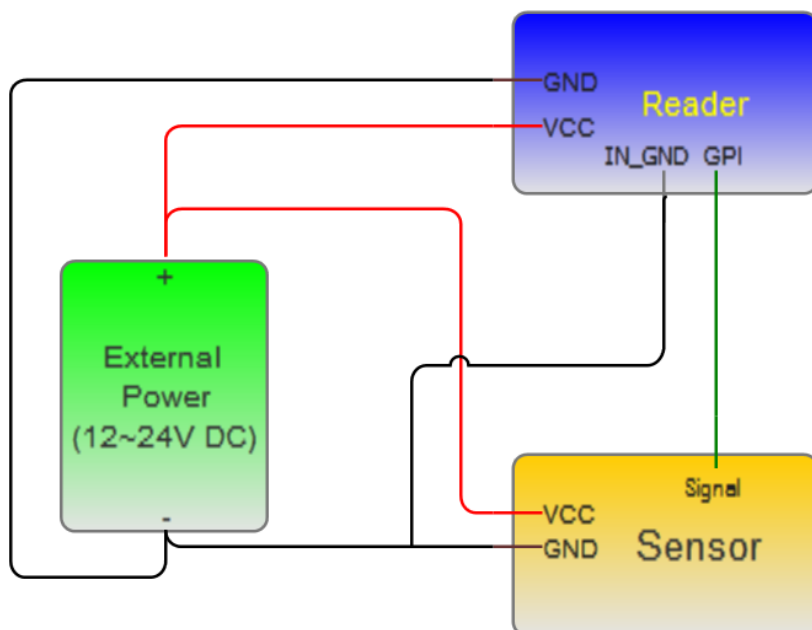 GND
Reader
VCC
IN_GND GPI
+
External
Power
(12~24V DC)
-
Signal
VCC
GND
Sensor